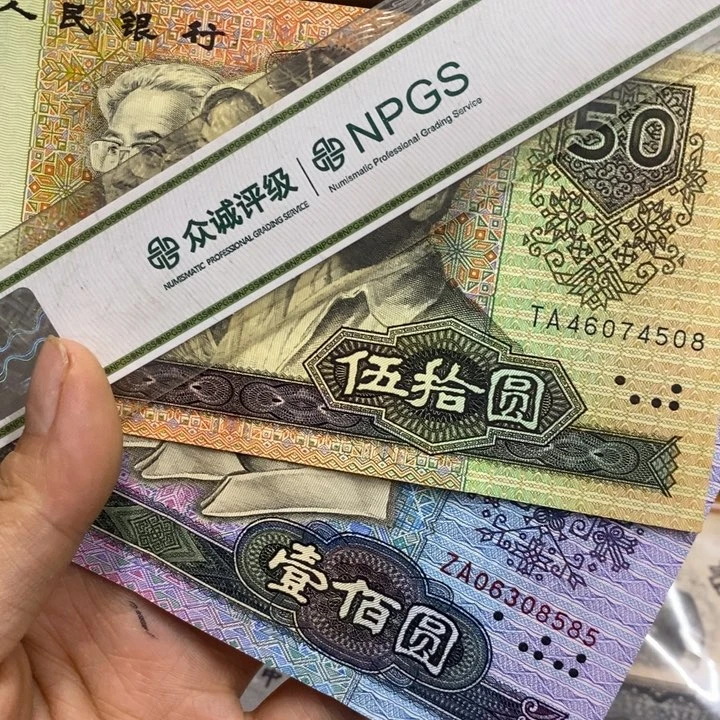 人民银行
众诚评级
NUMISMATIC PROFESSIONAL GRADING SERVICE
NPGS
Numismatic Professional Grading Service
50
TA46074508
伍拾圆
ZA06308585
壹佰圆